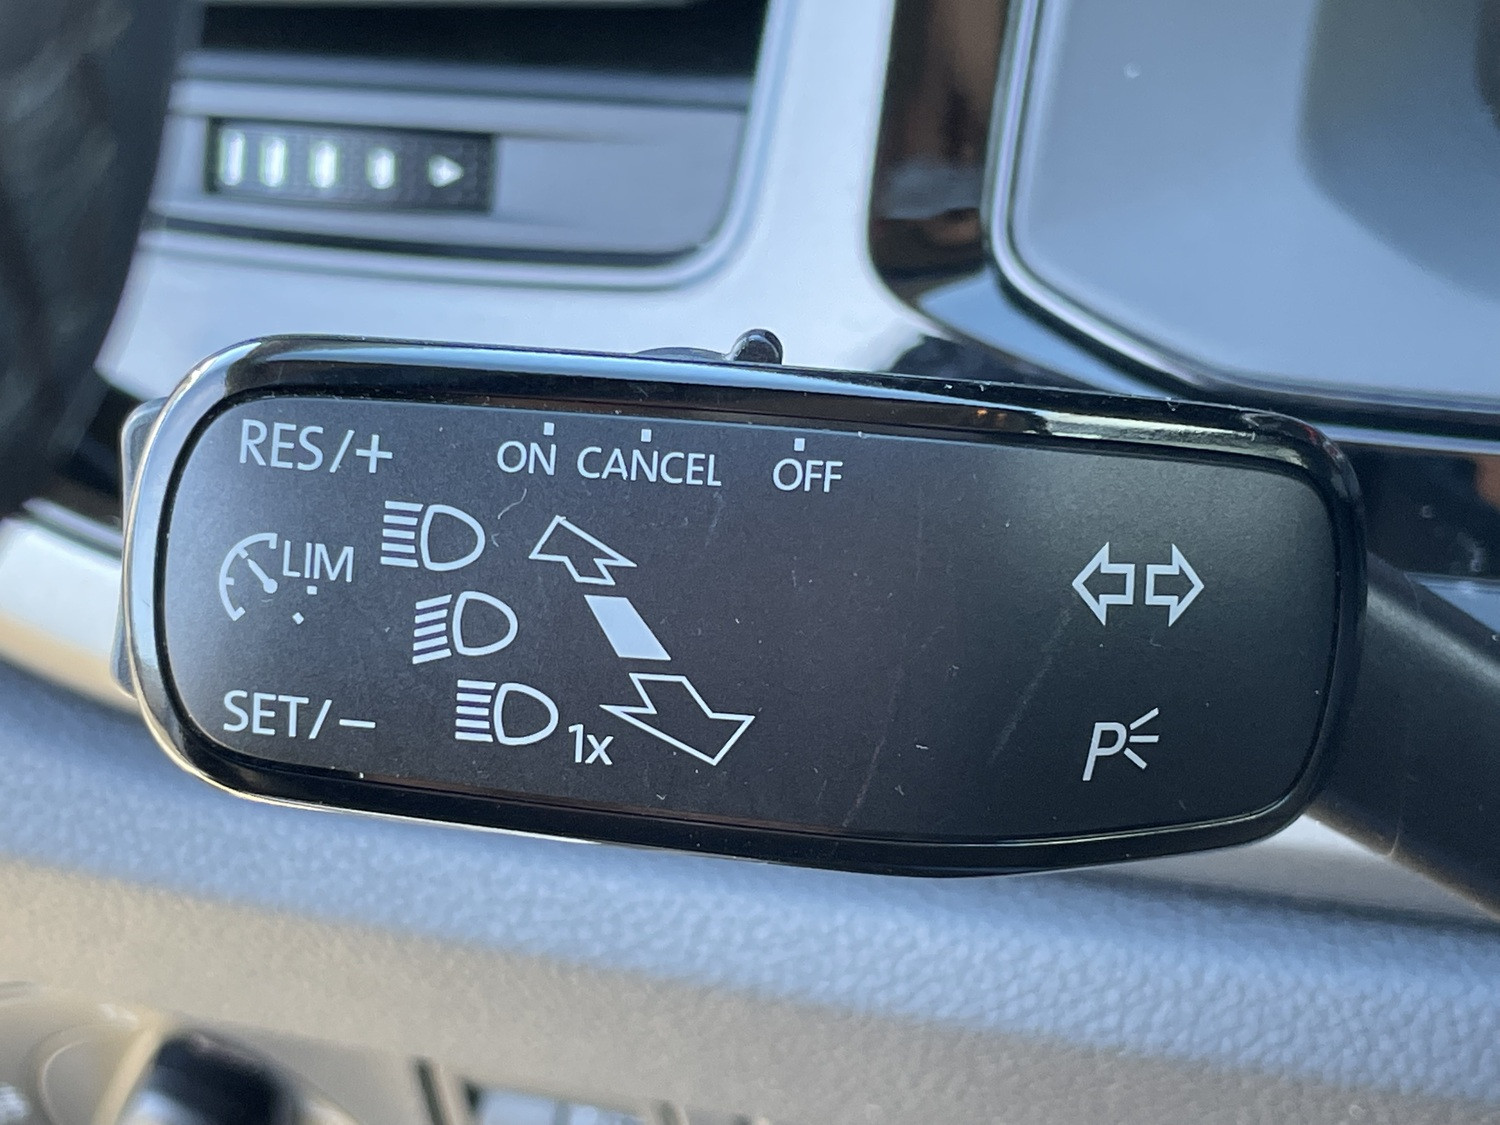 RES/+
ON CANCEL OFF
LIM
SET/−
1x
P